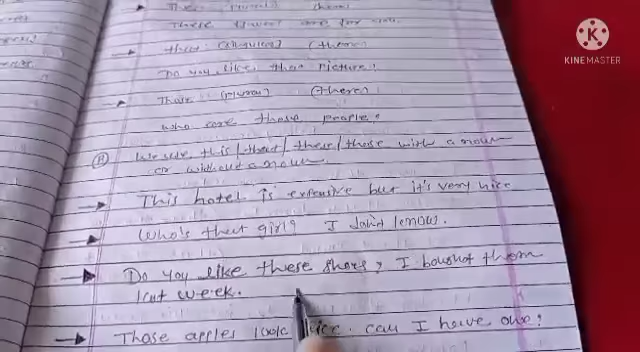 These (plural) (here)
These flowers are for you.
that (singular) (there)
Do you like that picture?
Those (plural) (there)
who are those people?
(B) We use this/that/these/those with a noun
or without a noun.
This hotel is expensive but it's very nice
Who's that girl? I don't know.
Do you like these shoes? I bought them
last week.
Those apples look nice. can I have one?
K
KINEMASTER